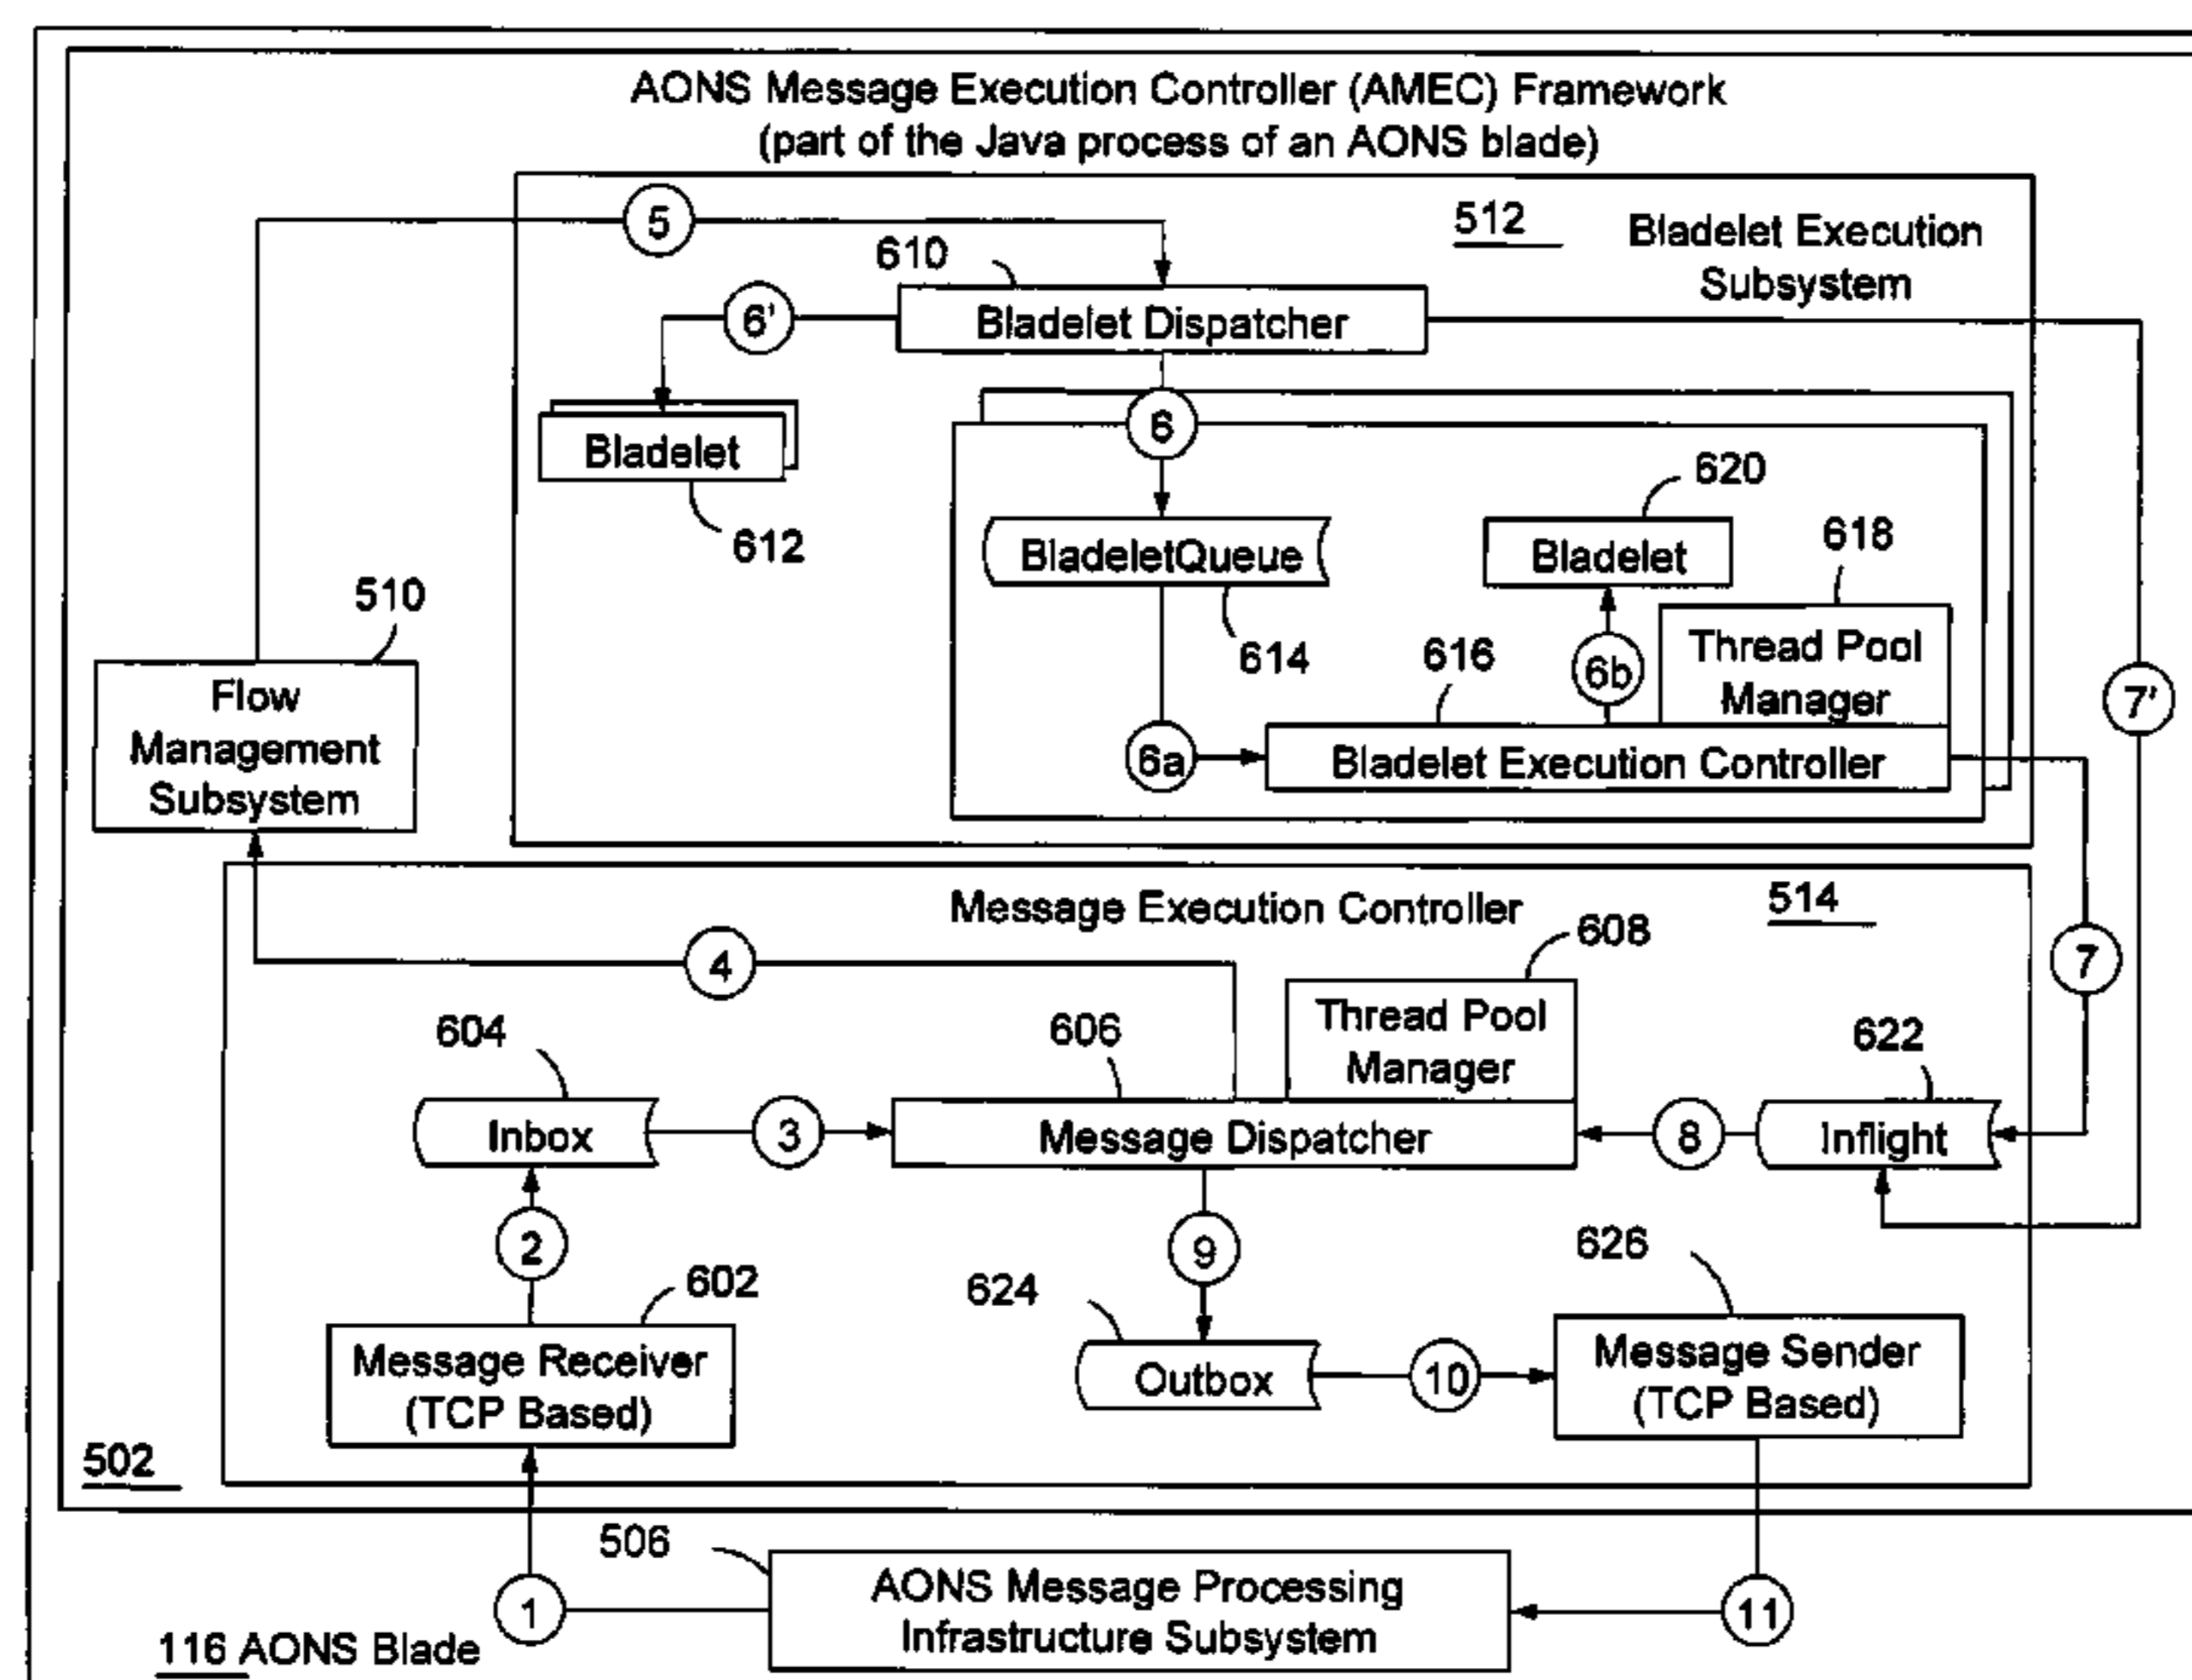 AONS Message Execution Controller (AMEC) Framework
(part of the Java process of an AONS blade)
5
512
Bladelet Execution
Subsystem
610
6'
Bladelet Dispatcher
6
Bladelet
612
620
618
BladeletQueue
Bladelet
614
616
6b
Thread Pool
Manager
510
Flow
Management
Subsystem
7'
6a
Bladelet Execution Controller
Message Execution Controller
514
608
4
7
Thread Pool
Manager
604
606
622
Inbox
3
Message Dispatcher
8
Inflight
2
9
626
602
624
Message Receiver
(TCP Based)
Outbox
10
Message Sender
(TCP Based)
502
506
1
AONS Message Processing
Infrastructure Subsystem
11
116 AONS Blade